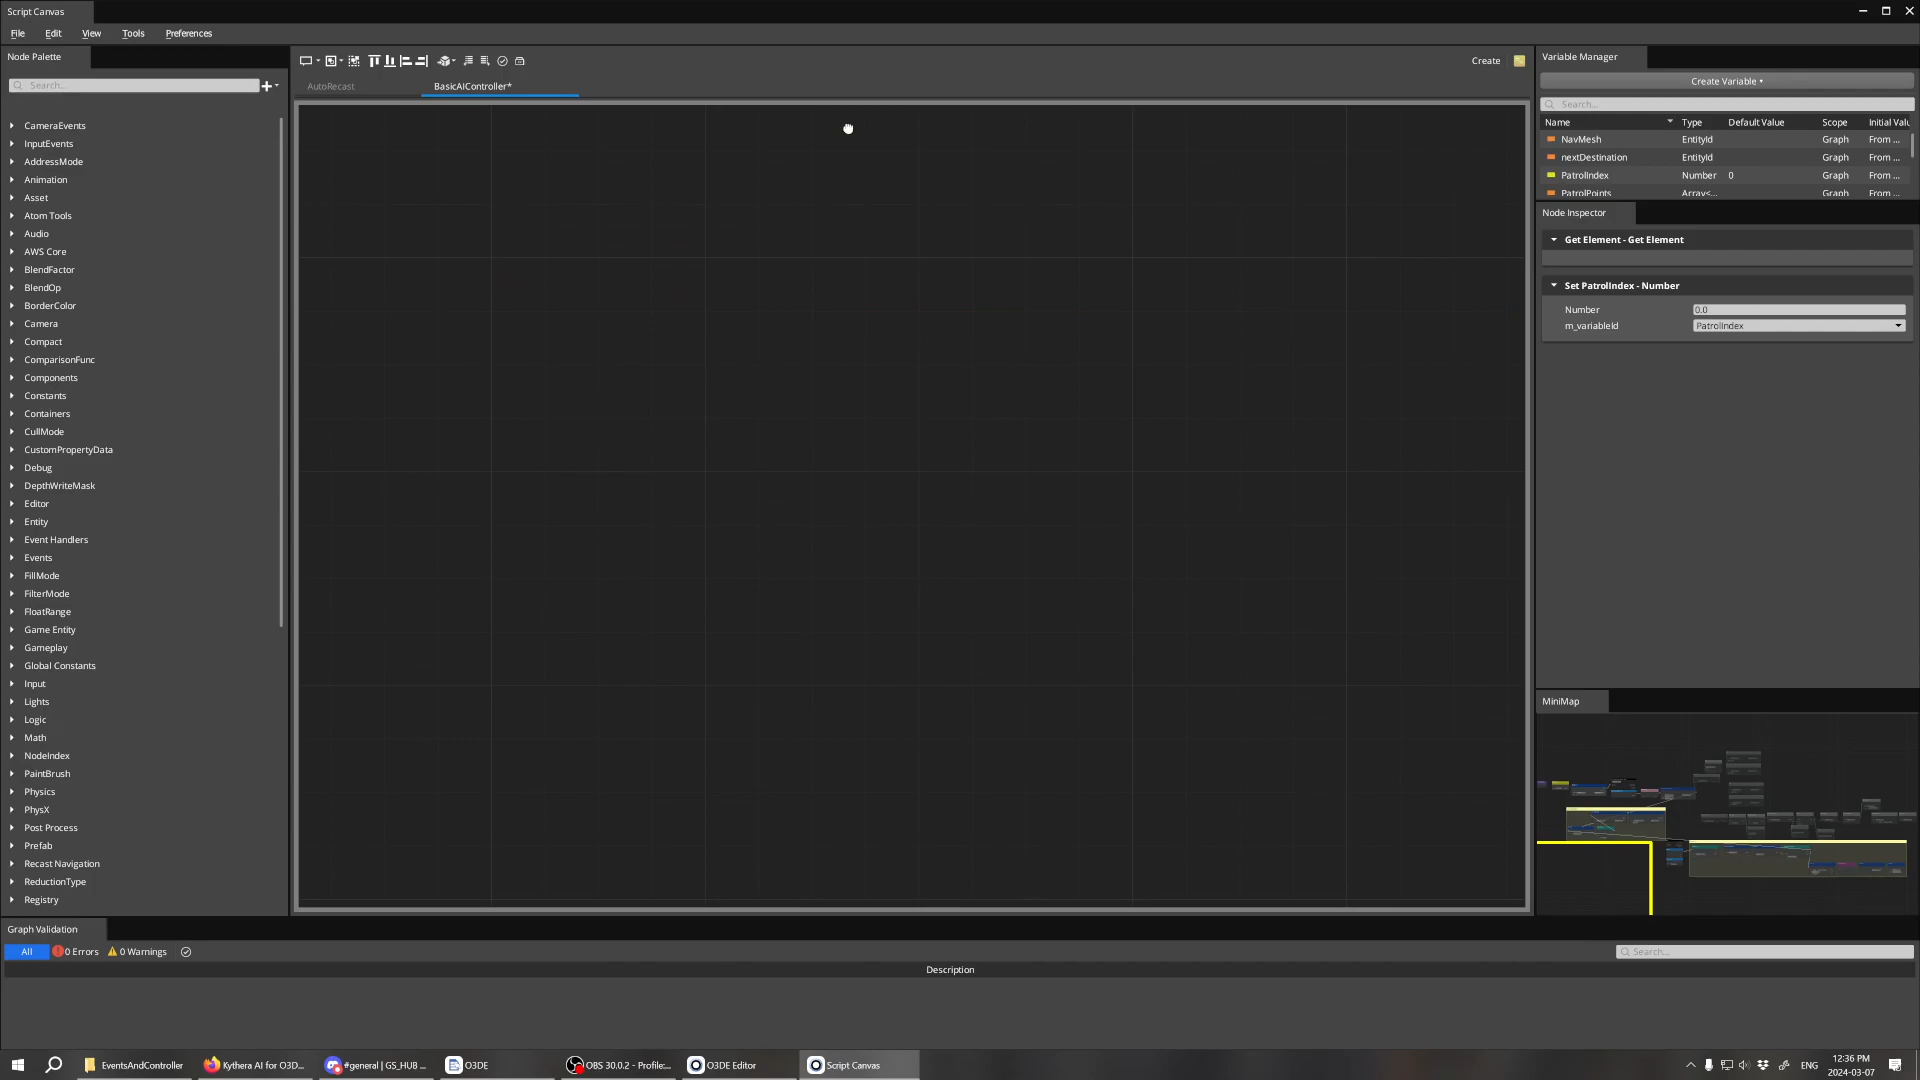 Script Canvas
File Edit View Tools Preferences
Node Palette
Search...
CameraEvents
InputEvents
AddressMode
Animation
Asset
Atom Tools
Audio
AWS Core
BlendFactor
BlendOp
BorderColor
Camera
Compact
ComparisonFunc
Components
Constants
Containers
CullMode
CustomPropertyData
Debug
DepthWriteMask
Editor
Entity
Event Handlers
Events
FillMode
FilterMode
FloatRange
Game Entity
Gameplay
Global Constants
Input
Lights
Logic
Math
NodeIndex
PaintBrush
Physics
PhysX
Post Process
Prefab
Recast Navigation
ReductionType
Registry
Create
AutoRecast BasicAIController*
Variable Manager
Create Variable
Search...
Name Type Default Value Scope Initial Valu
NavMesh EntityId Graph From ...
nextDestination EntityId Graph From ...
PatrolIndex Number 0 Graph From ...
PatrolPoints Array<... Graph From ...
Node Inspector
Get Element - Get Element
Set PatrolIndex - Number
Number 0.0
m_variableId PatrolIndex
MiniMap
Graph Validation
All 0 Errors 0 Warnings Search...
Description
EventsAndController Kythera AI for O3D... #general | GS_HUB ... O3DE OBS 30.0.2 - Profile:... O3DE Editor Script Canvas ENG 12:36 PM
2024-03-07